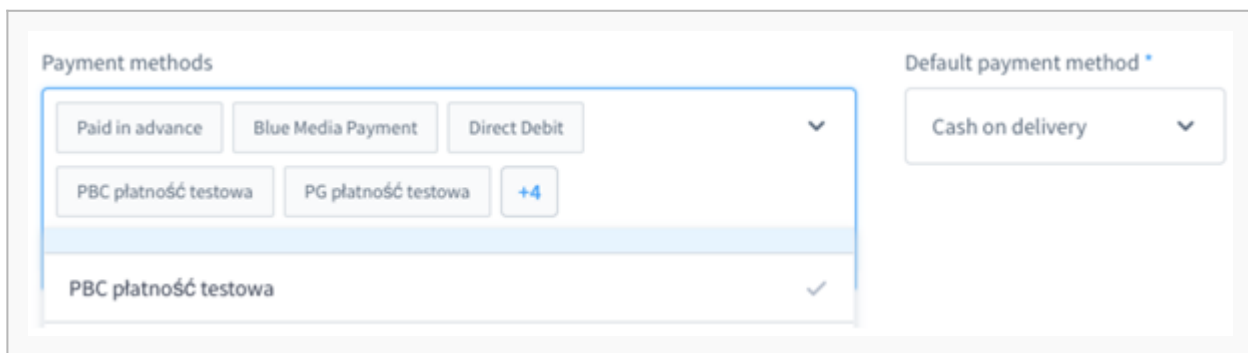 Payment methods
Default payment method *
Paid in advance
Blue Media Payment
Direct Debit
Cash on delivery
PBC płatność testowa
PG płatność testowa
+4
PBC płatność testowa